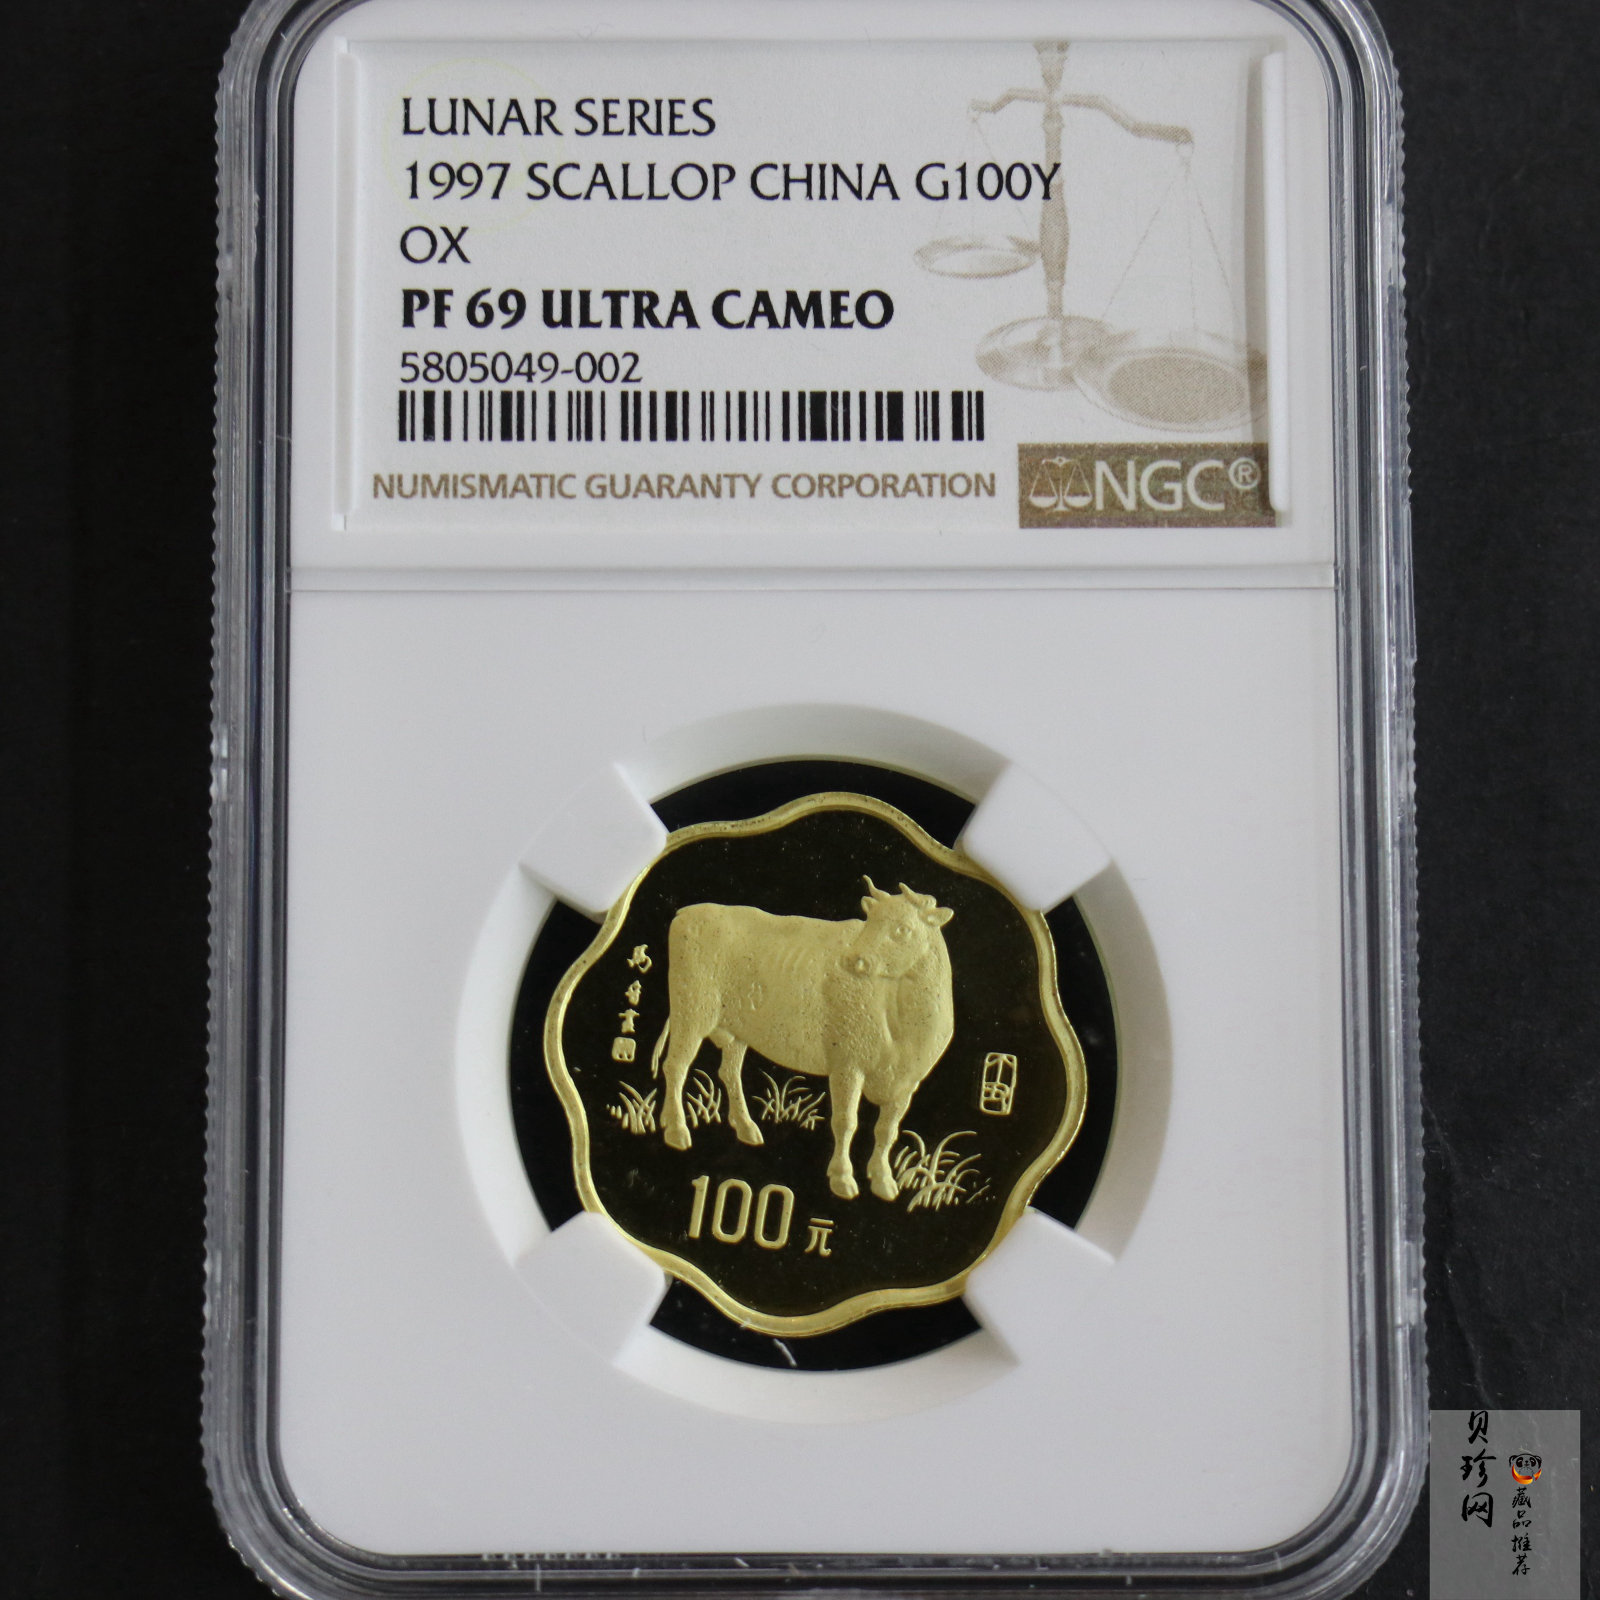 LUNAR SERIES
1997 SCALLOP CHINA G100Y
OX
PF 69 ULTRA CAMEO
5805049-002
NUMISMATIC GUARANTY CORPORATION
NGC®
100元
贝珍网
藏品推荐